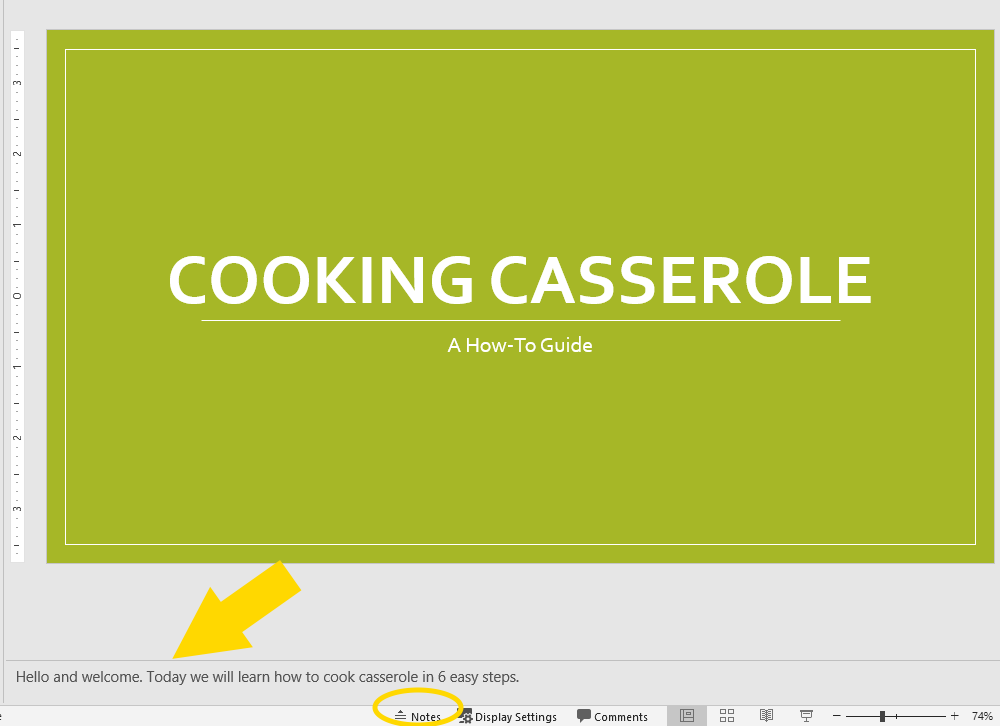 COOKING CASSEROLE
A How-To Guide
3
2
1
0
1
2
3
Hello and welcome. Today we will learn how to cook casserole in 6 easy steps.
Notes Display Settings Comments 74%